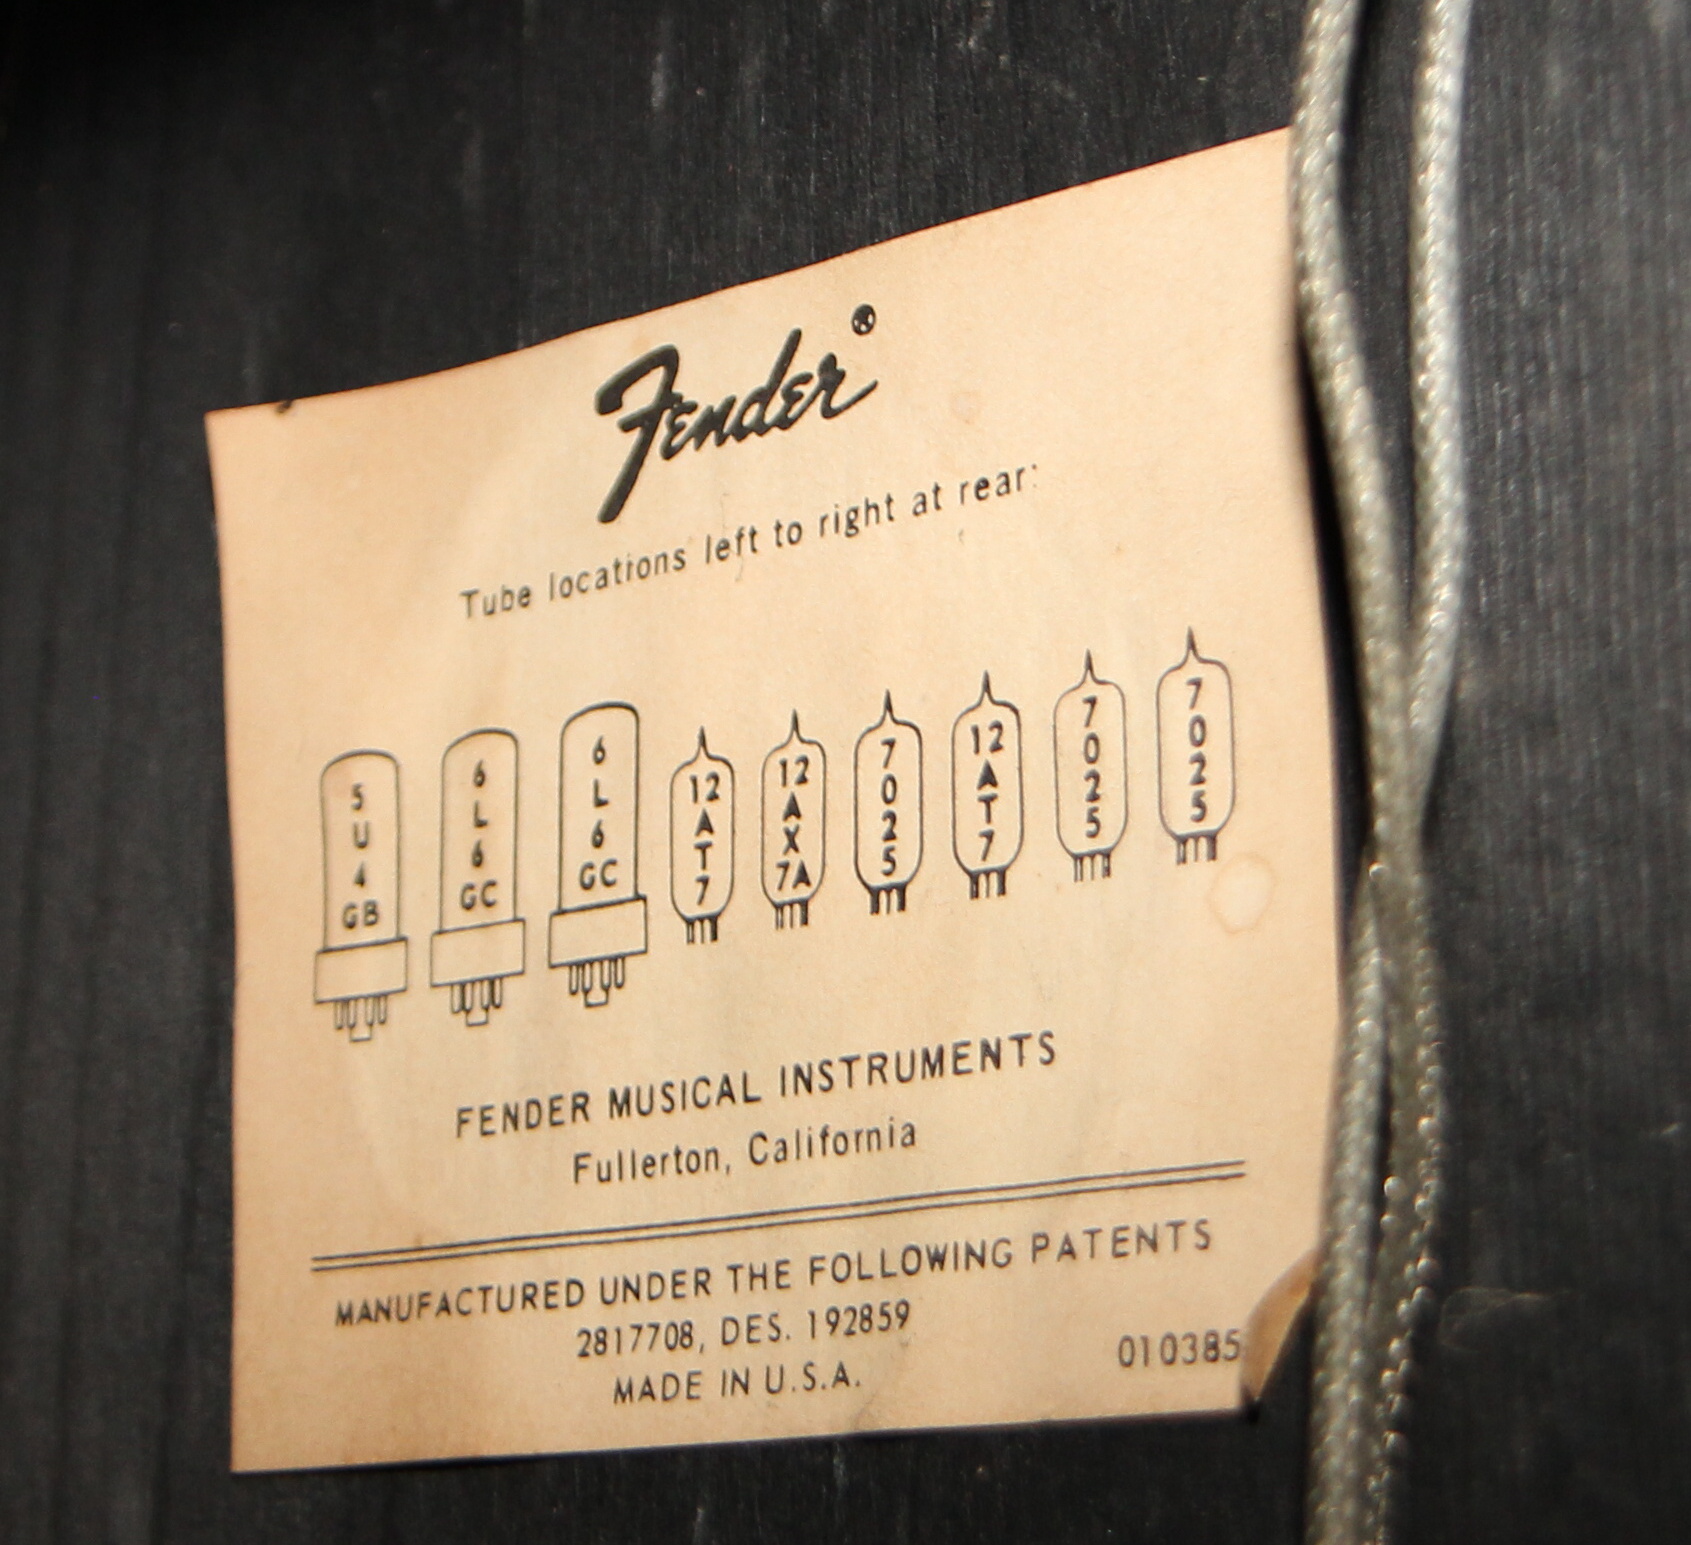 Fender®
Tube locations left to right at rear:
5U4GB 6L6GC 6L6GC 12AT7 12AX7A 7025 12AT7 7025 7025
FENDER MUSICAL INSTRUMENTS
Fullerton, California
MANUFACTURED UNDER THE FOLLOWING PATENTS
2817708, DES. 192859
MADE IN U.S.A.
010385